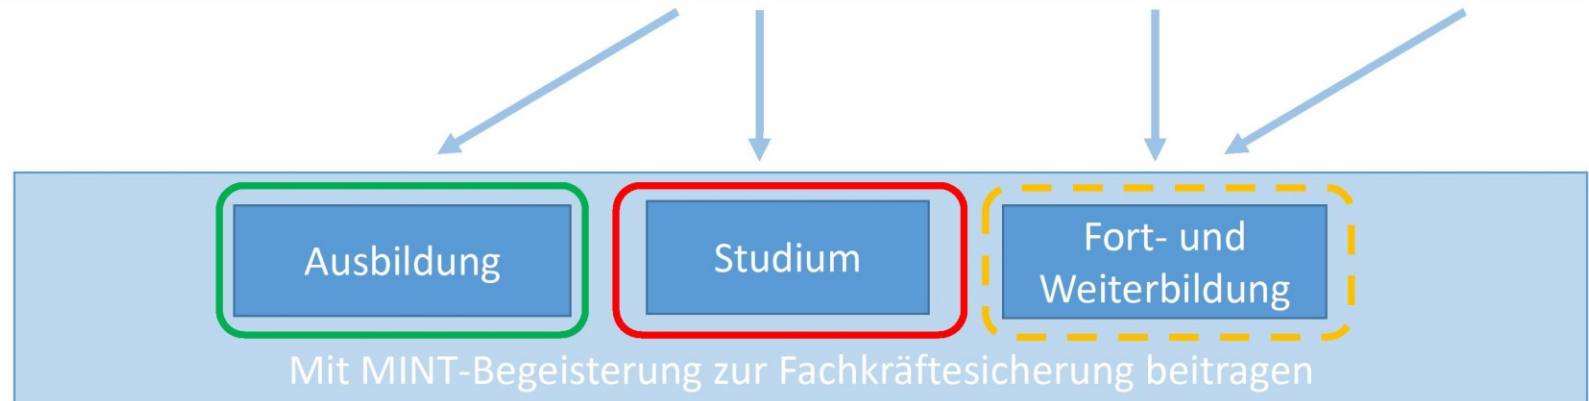 Ausbildung
Studium
Fort- und
Weiterbildung
Mit MINT-Begeisterung zur Fachkräftesicherung beitragen